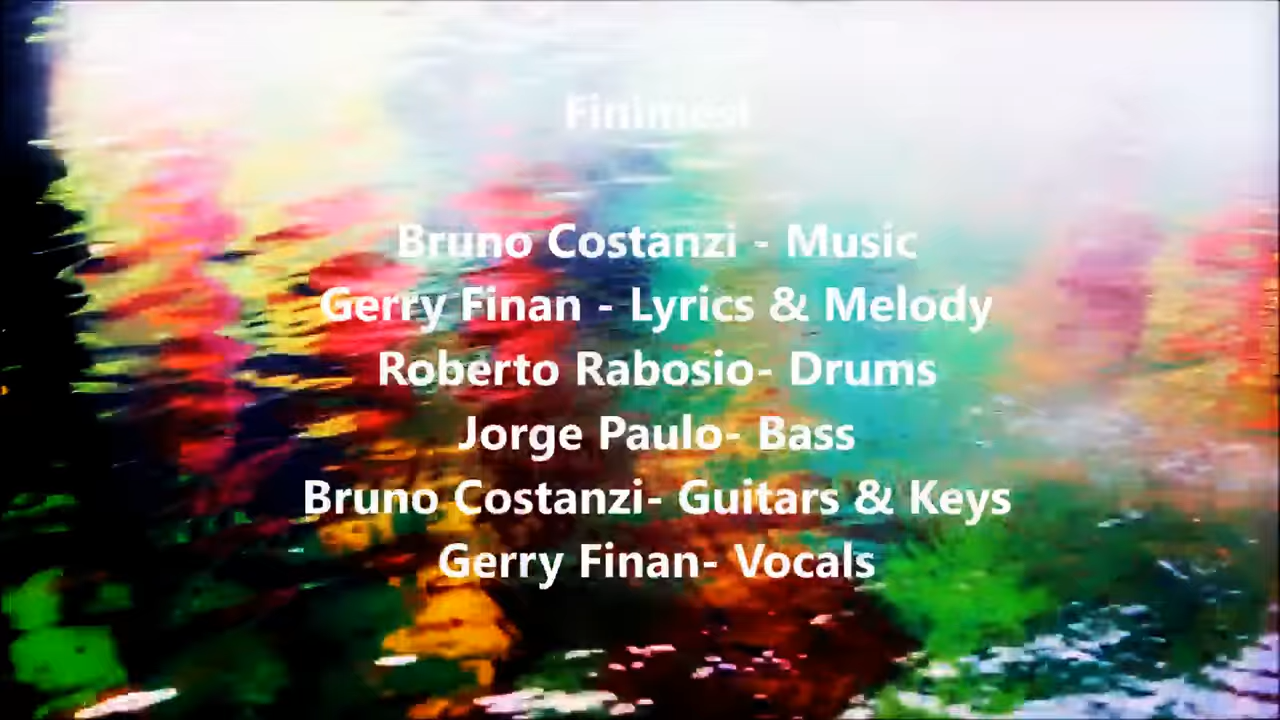 Finimest
Bruno Costanzi - Music
Gerry Finan - Lyrics & Melody
Roberto Rabosio- Drums
Jorge Paulo- Bass
Bruno Costanzi- Guitars & Keys
Gerry Finan- Vocals